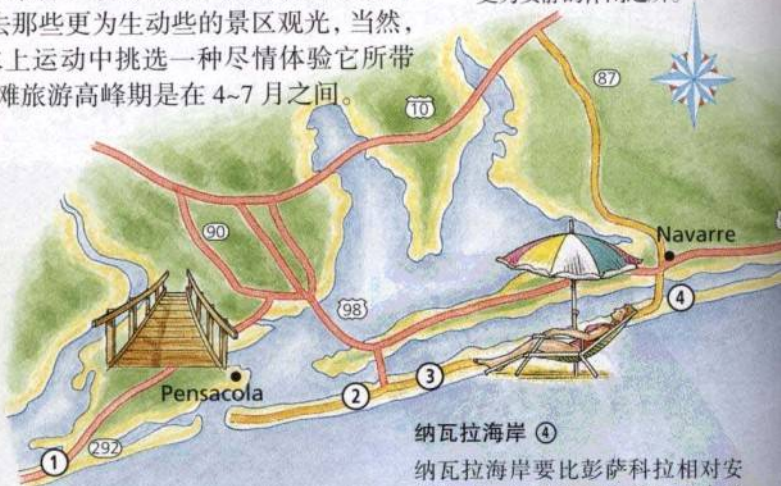 去那些更为生动些的景区观光，当然，
上运动中挑选一种尽情体验它所带
滩旅游高峰期是在 4~7 月之间。
87
10
90
Navarre
4
98
Pensacola
2
3
292
1
纳瓦拉海岸 ④
纳瓦拉海岸要比彭萨科拉相对安